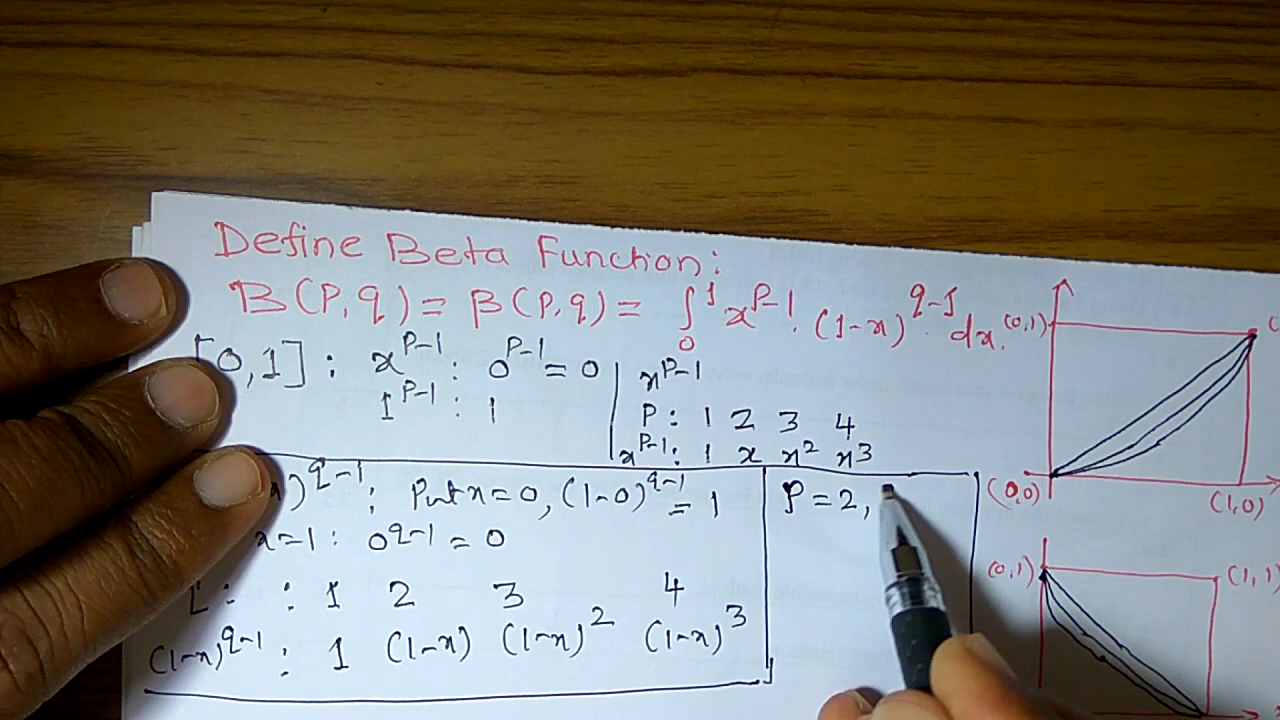 Define Beta Function:
B(P,q) = β(P,q) = ∫₀¹ x^P-1. (1-x)^q-1. dx.
[0,1] : x^P-1 : 0^P-1 = 0
1^P-1 : 1
x^P-1
P : 1 2 3 4
x^P-1 : 1 x x² x³
x)^q-1 : Put x=0, (1-0)^q-1 = 1
x=1 : 0^q-1 = 0
: 1 2 3 4
(1-x)^q-1 : 1 (1-x) (1-x)² (1-x)³
P = 2,
(0,1)
(0,0)
(1,0)
(0,1)
(1,1)